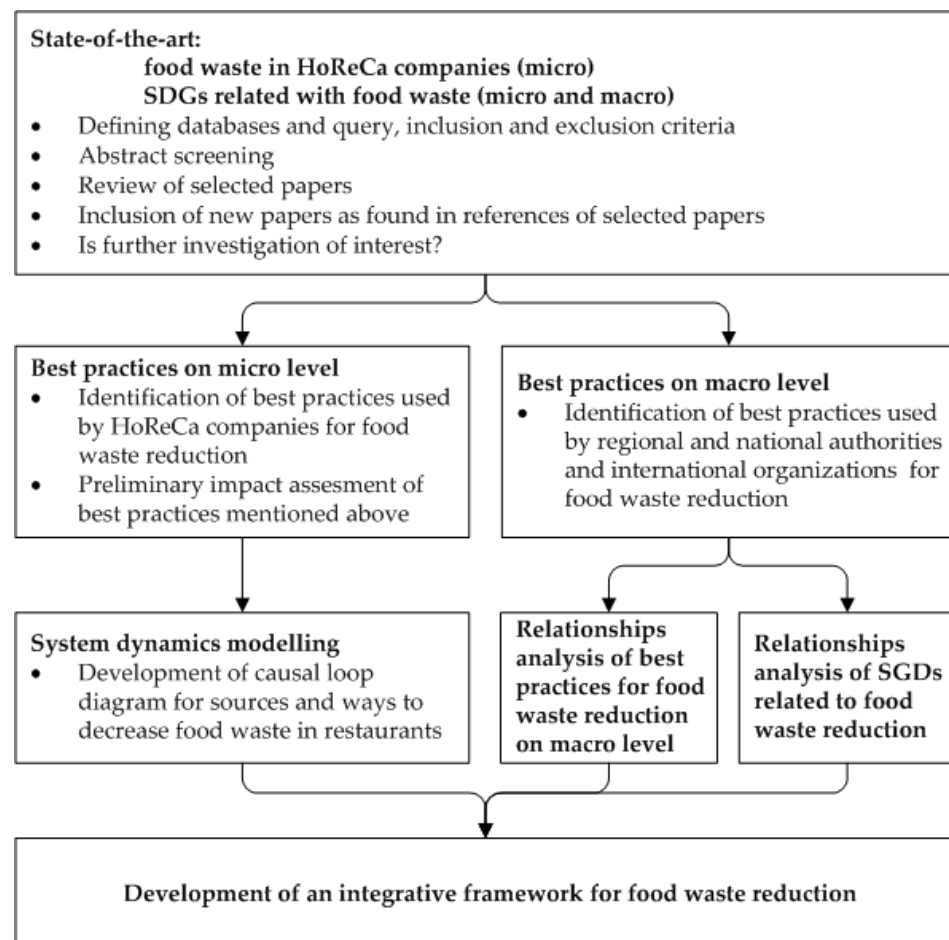 State-of-the-art:
food waste in HoReCa companies (micro)
SDGs related with food waste (micro and macro)
• Defining databases and query, inclusion and exclusion criteria
• Abstract screening
• Review of selected papers
• Inclusion of new papers as found in references of selected papers
• Is further investigation of interest?
Best practices on micro level
• Identification of best practices used
by HoReCa companies for food
waste reduction
• Preliminary impact assesment of
best practices mentioned above
Best practices on macro level
• Identification of best practices used
by regional and national authorities
and international organizations for
food waste reduction
System dynamics modelling
• Development of causal loop
diagram for sources and ways to
decrease food waste in restaurants
Relationships
analysis of best
practices for food
waste reduction
on macro level
Relationships
analysis of SGDs
related to food
waste reduction
Development of an integrative framework for food waste reduction